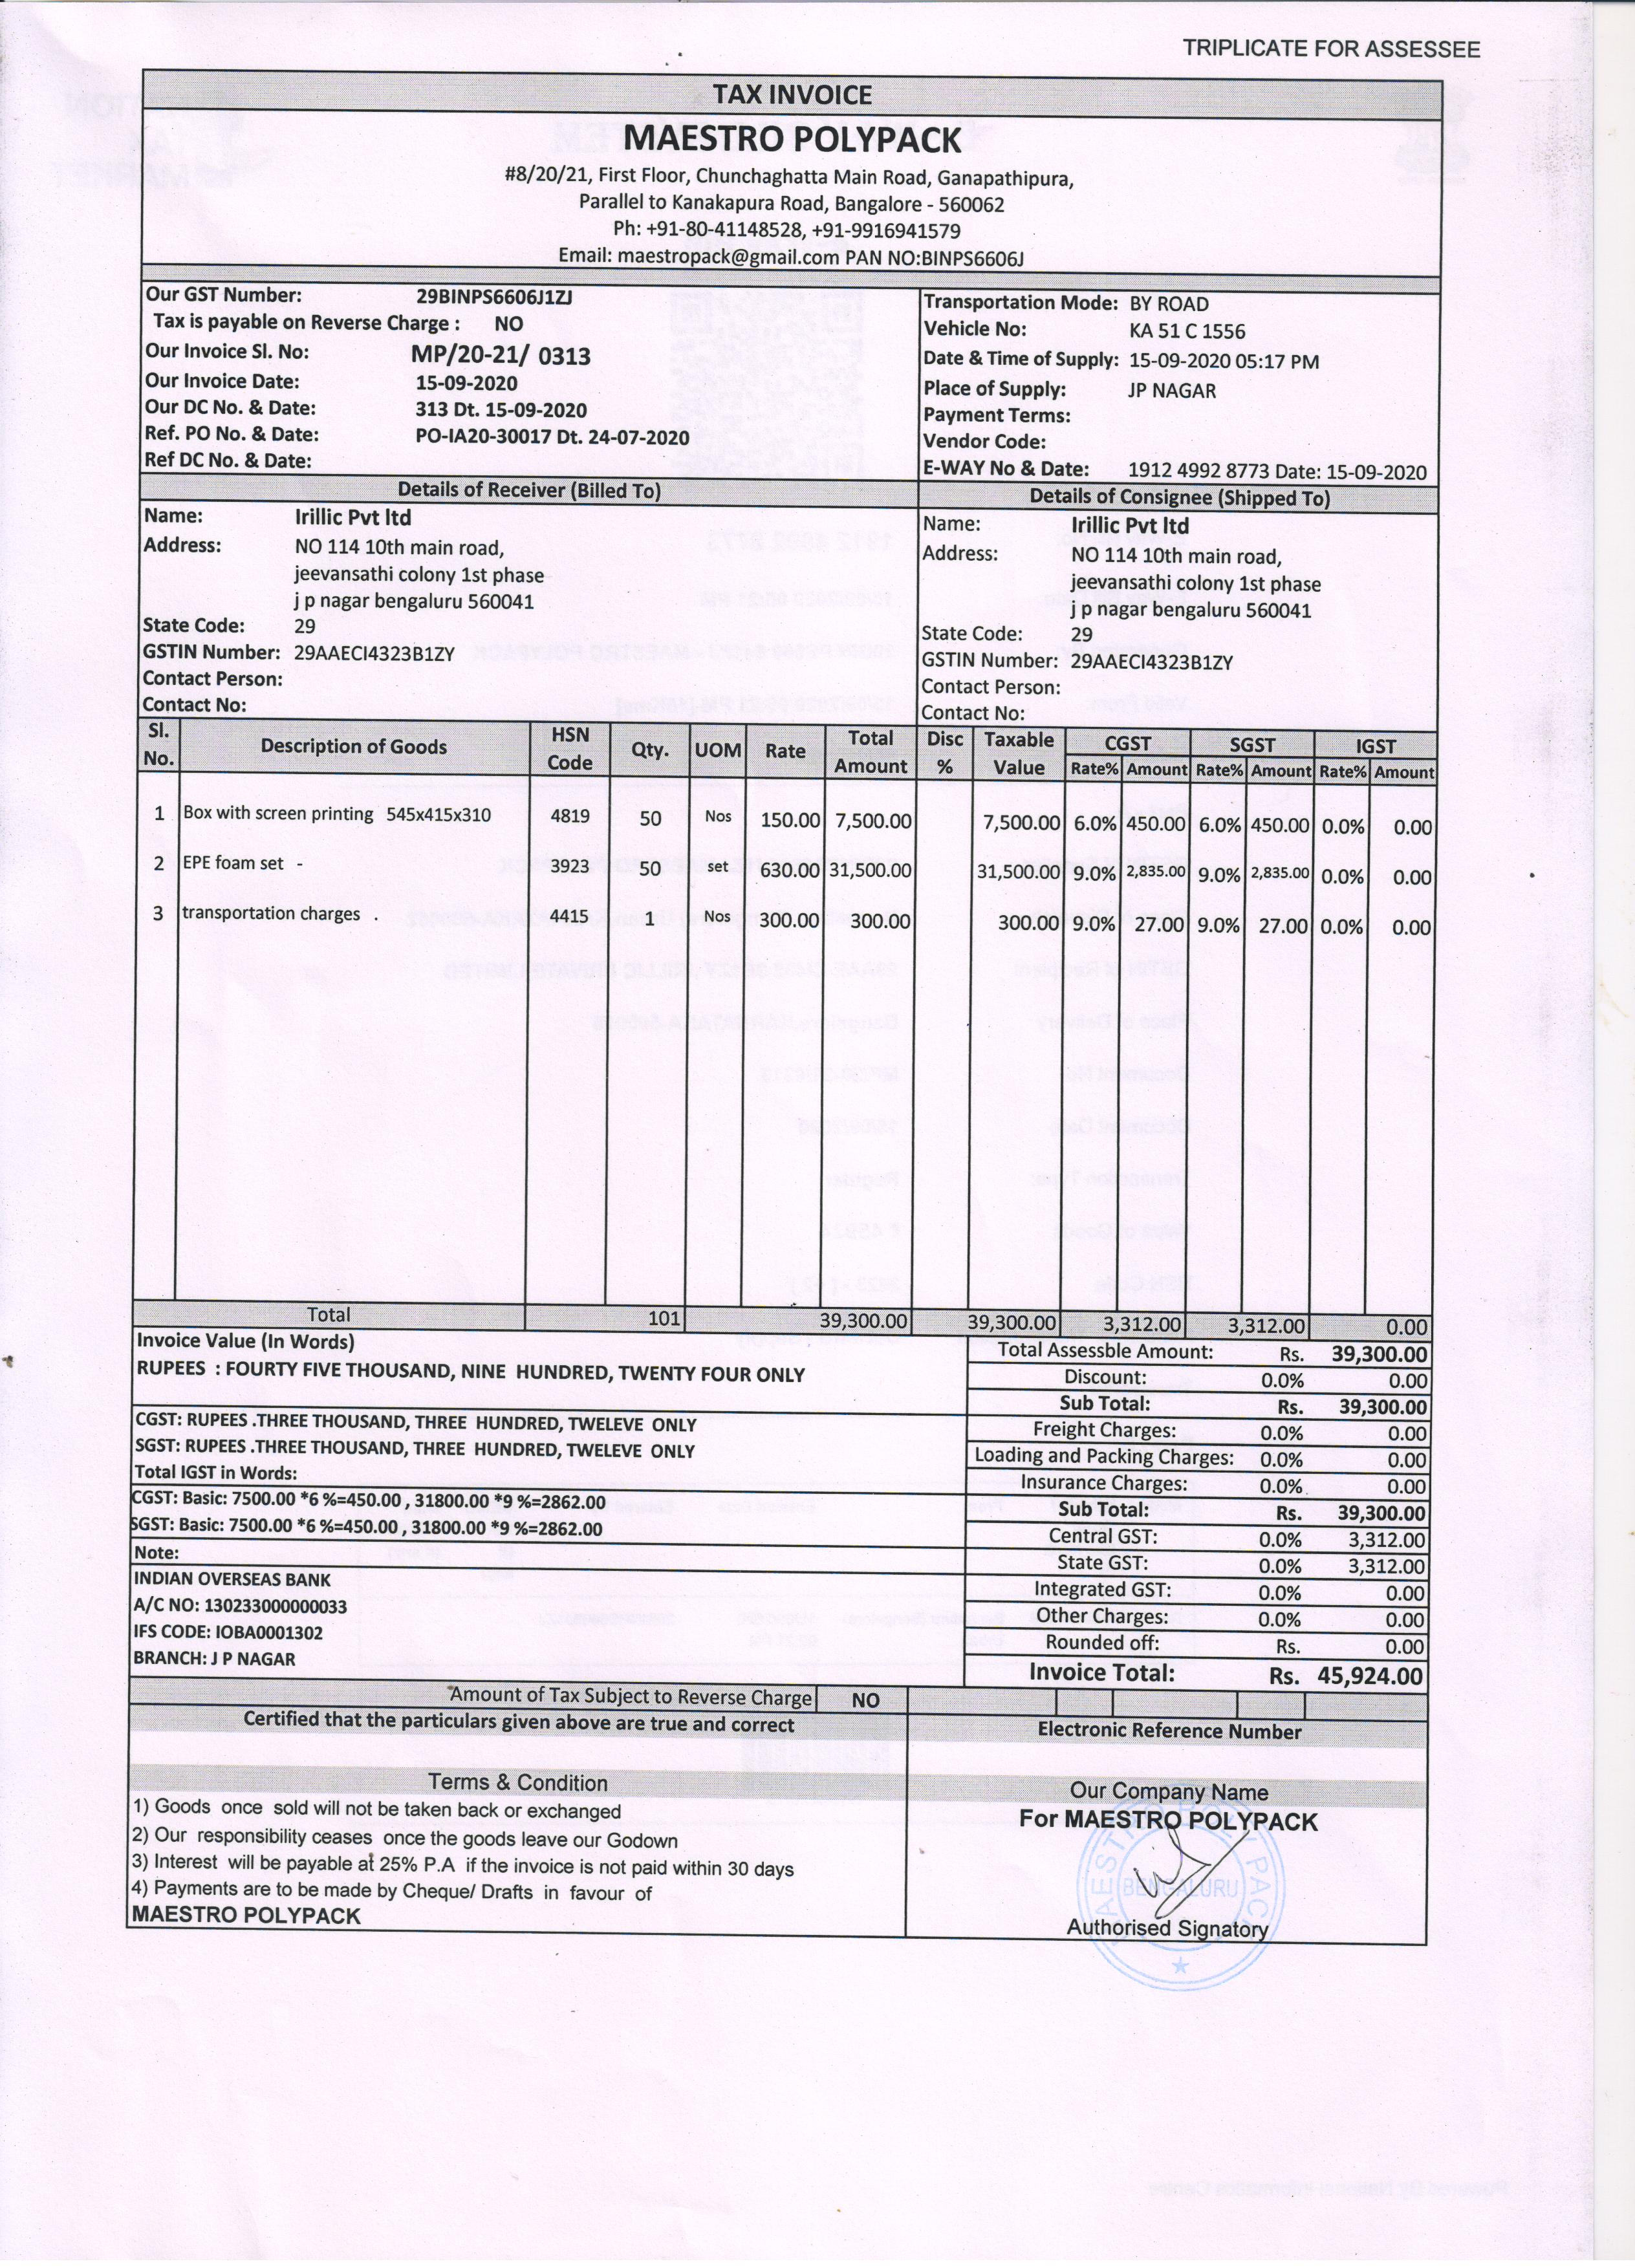 TRIPLICATE FOR ASSESSEE
TAX INVOICE
MAESTRO POLYPACK
#8/20/21, First Floor, Chunchaghatta Main Road, Ganapathipura,
Parallel to Kanakapura Road, Bangalore - 560062
Ph: +91-80-41148528, +91-9916941579
Email: maestropack@gmail.com PAN NO:BINPS6606J
Our GST Number: 29BINPS6606J1ZJ
Tax is payable on Reverse Charge : NO
Our Invoice Sl. No: MP/20-21/ 0313
Our Invoice Date: 15-09-2020
Our DC No. & Date: 313 Dt. 15-09-2020
Ref. PO No. & Date: PO-IA20-30017 Dt. 24-07-2020
Ref DC No. & Date:
Transportation Mode: BY ROAD
Vehicle No: KA 51 C 1556
Date & Time of Supply: 15-09-2020 05:17 PM
Place of Supply: JP NAGAR
Payment Terms:
Vendor Code:
E-WAY No & Date: 1912 4992 8773 Date: 15-09-2020
Details of Receiver (Billed To)
Name: Irillic Pvt ltd
Address: NO 114 10th main road,
jeevansathi colony 1st phase
j p nagar bengaluru 560041
State Code: 29
GSTIN Number: 29AAECI4323B1ZY
Contact Person:
Contact No:
Details of Consignee (Shipped To)
Name: Irillic Pvt ltd
Address: NO 114 10th main road,
jeevansathi colony 1st phase
j p nagar bengaluru 560041
State Code: 29
GSTIN Number: 29AAECI4323B1ZY
Contact Person:
Contact No:
Sl. No. Description of Goods HSN Code Qty. UOM Rate Total Amount Disc % Taxable Value CGST SGST IGST
Rate% Amount Rate% Amount Rate% Amount
1 Box with screen printing 545x415x310 4819 50 Nos 150.00 7,500.00 7,500.00 6.0% 450.00 6.0% 450.00 0.0% 0.00
2 EPE foam set - 3923 50 set 630.00 31,500.00 31,500.00 9.0% 2,835.00 9.0% 2,835.00 0.0% 0.00
3 transportation charges . 4415 1 Nos 300.00 300.00 300.00 9.0% 27.00 9.0% 27.00 0.0% 0.00
Total 101 39,300.00 39,300.00 3,312.00 3,312.00 0.00
Invoice Value (In Words)
RUPEES : FOURTY FIVE THOUSAND, NINE HUNDRED, TWENTY FOUR ONLY
CGST: RUPEES .THREE THOUSAND, THREE HUNDRED, TWELEVE ONLY
SGST: RUPEES .THREE THOUSAND, THREE HUNDRED, TWELEVE ONLY
Total IGST in Words:
CGST: Basic: 7500.00 *6 %=450.00 , 31800.00 *9 %=2862.00
SGST: Basic: 7500.00 *6 %=450.00 , 31800.00 *9 %=2862.00
Note:
INDIAN OVERSEAS BANK
A/C NO: 130233000000033
IFS CODE: IOBA0001302
BRANCH: J P NAGAR
Total Assessble Amount: Rs. 39,300.00
Discount: 0.0% 0.00
Sub Total: Rs. 39,300.00
Freight Charges: 0.0% 0.00
Loading and Packing Charges: 0.0% 0.00
Insurance Charges: 0.0% 0.00
Sub Total: Rs. 39,300.00
Central GST: 0.0% 3,312.00
State GST: 0.0% 3,312.00
Integrated GST: 0.0% 0.00
Other Charges: 0.0% 0.00
Rounded off: Rs. 0.00
Invoice Total: Rs. 45,924.00
Amount of Tax Subject to Reverse Charge NO
Certified that the particulars given above are true and correct
Electronic Reference Number
Terms & Condition
1) Goods once sold will not be taken back or exchanged
2) Our responsibility ceases once the goods leave our Godown
3) Interest will be payable at 25% P.A if the invoice is not paid within 30 days
4) Payments are to be made by Cheque/ Drafts in favour of
MAESTRO POLYPACK
Our Company Name
For MAESTRO POLYPACK
MAESTRO POLY PACK
BENGALURU
Authorised Signatory